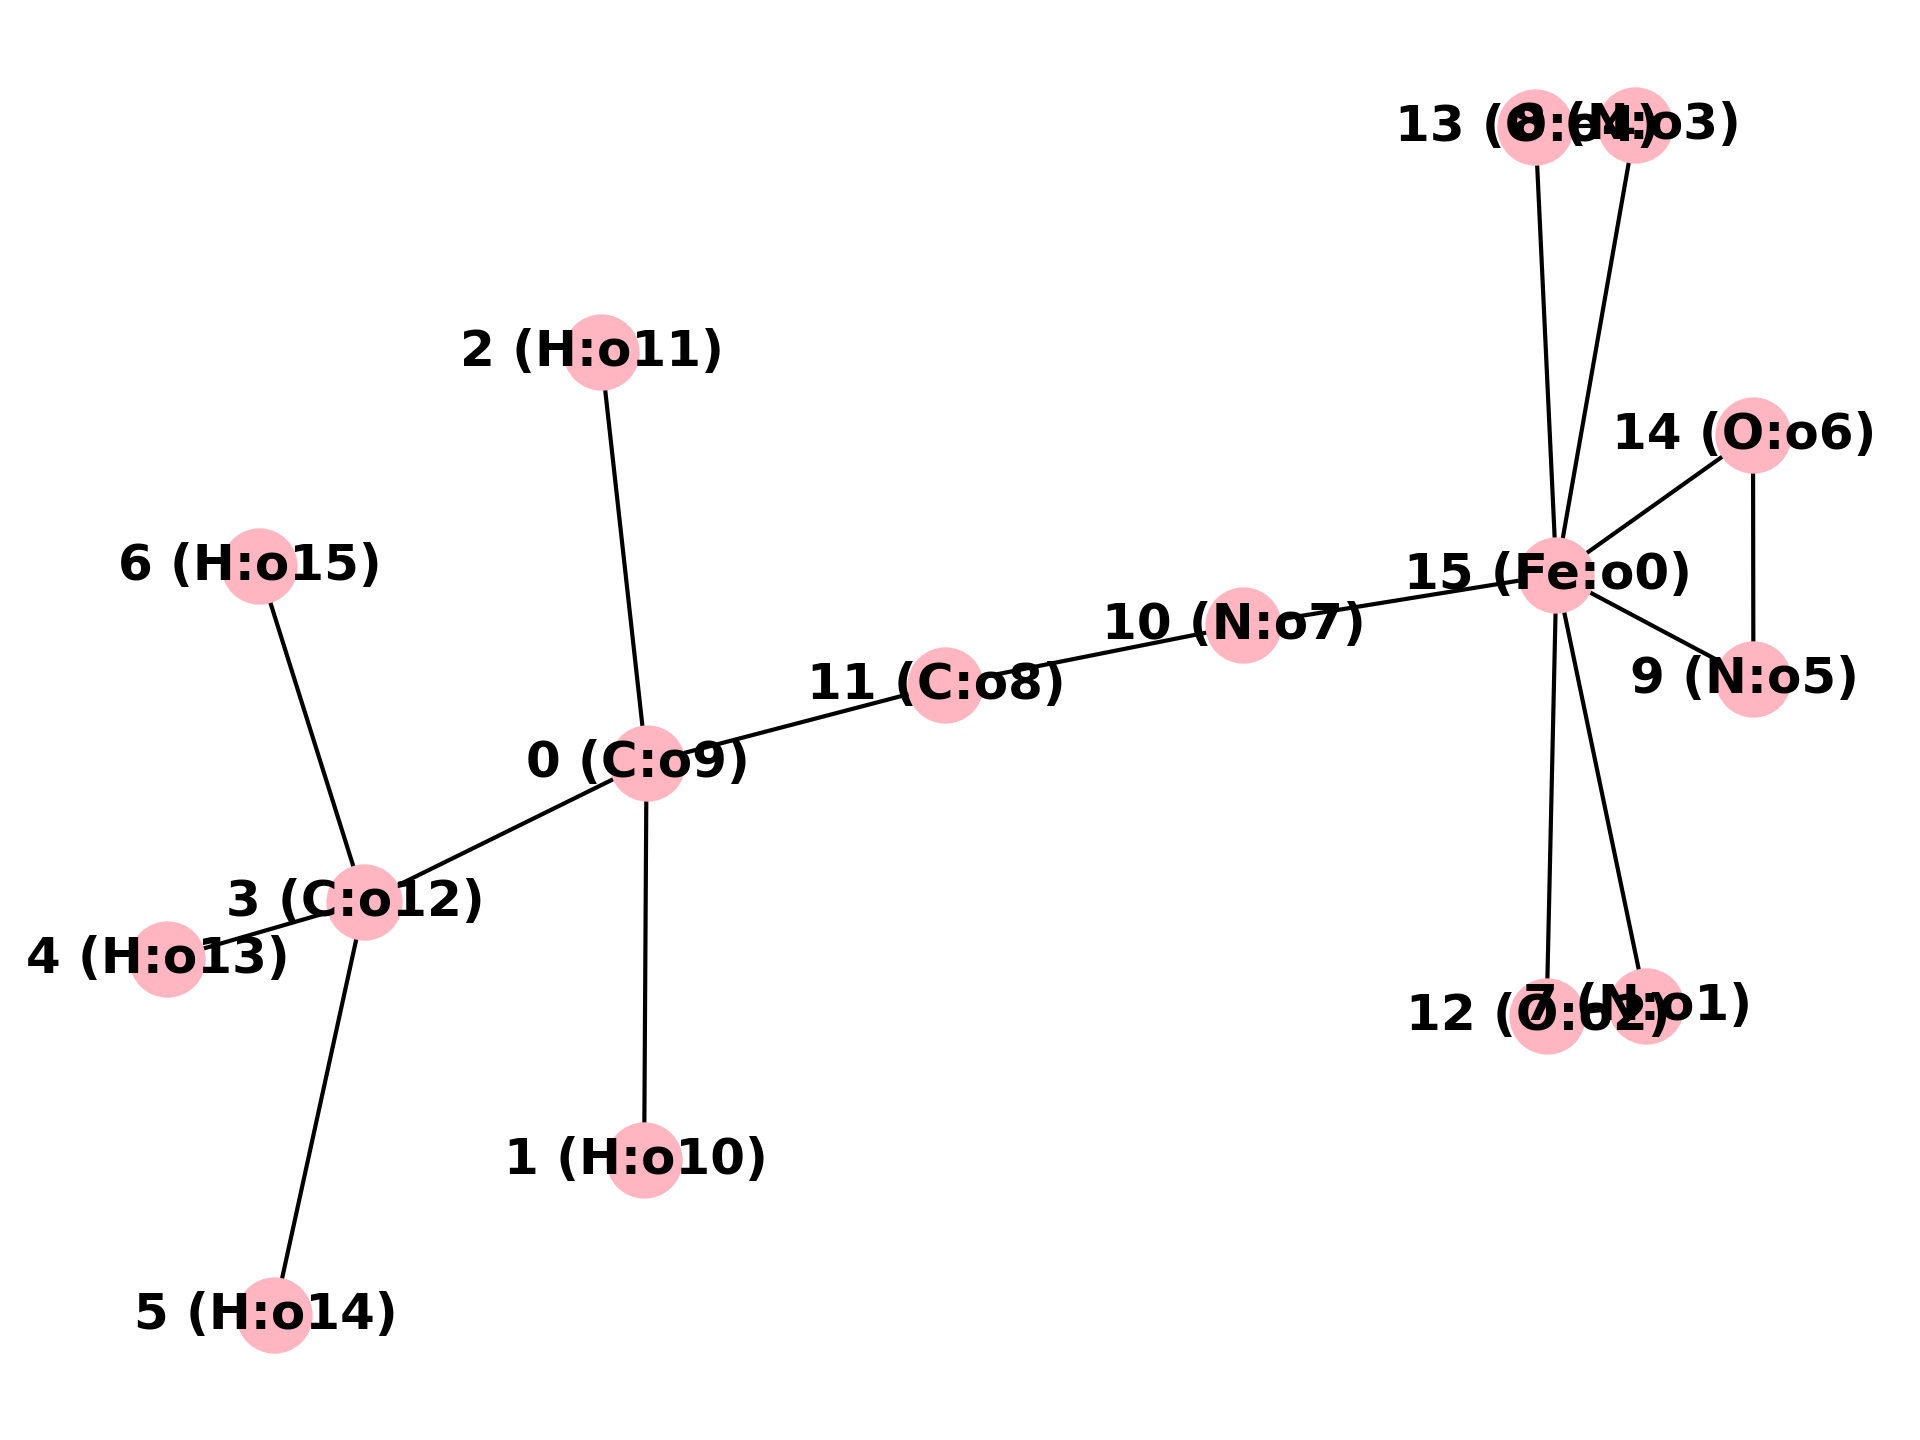 13 (O:o4)
8 (N:o3)
2 (H:o11)
14 (O:o6)
6 (H:o15)
15 (Fe:o0)
10 (N:o7)
11 (C:o8)
9 (N:o5)
0 (C:o9)
3 (C:o12)
4 (H:o13)
12 (O:o2)
7 (N:o1)
1 (H:o10)
5 (H:o14)